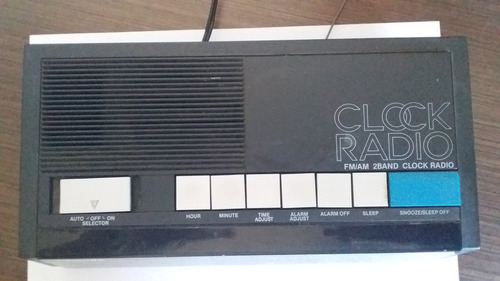 CLOCK
RADIO
FM/AM 2BAND CLOCK RADIO
AUTO OFF ON
SELECTOR
HOUR
MINUTE
TIME
ADJUST
ALARM
ADJUST
ALARM OFF
SLEEP
SNOOZE/SLEEP OFF